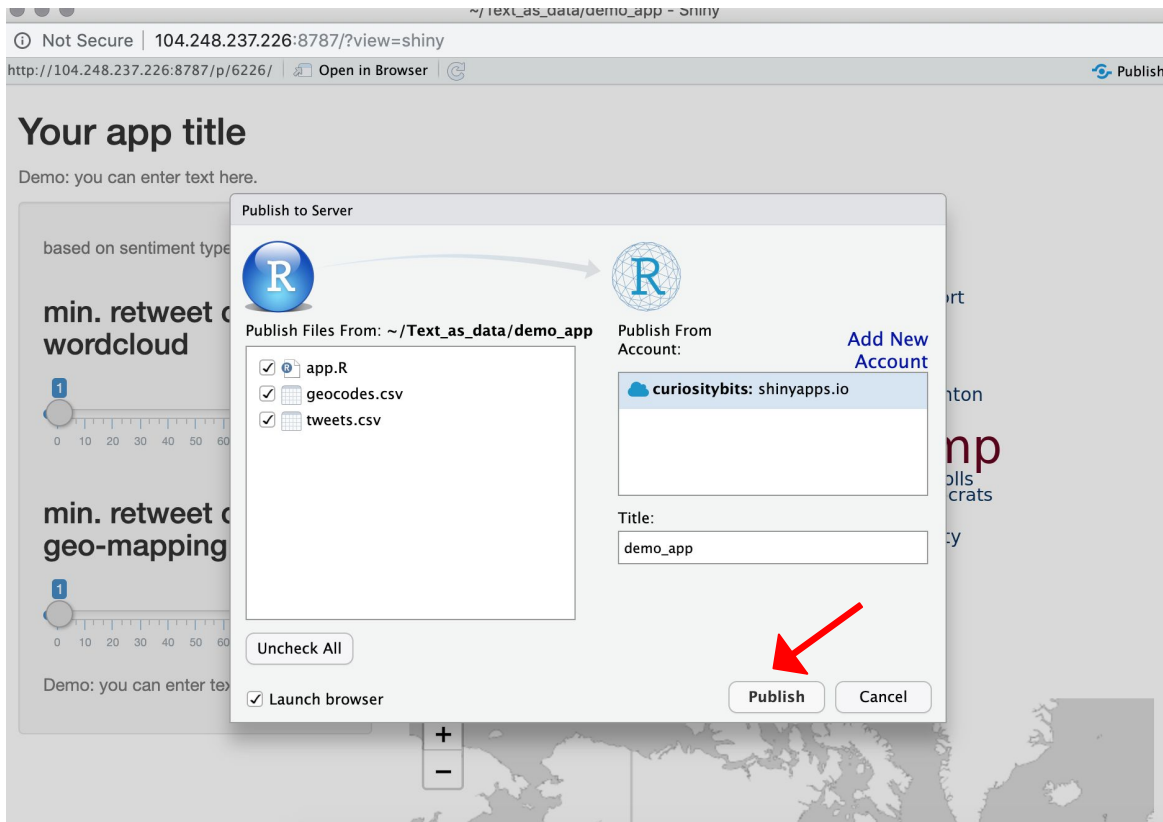 ~/Text_as_data/demo_app - Shiny
Not Secure | 104.248.237.226:8787/?view=shiny
http://104.248.237.226:8787/p/6226/ Open in Browser Publish
Your app title
Demo: you can enter text here.
Publish to Server
based on sentiment type
R R
min. retweet
wordcloud
Publish Files From: ~/Text_as_data/demo_app
app.R
geocodes.csv
tweets.csv
Publish From
Account:
Add New
Account
curiositybits: shinyapps.io
Title:
demo_app
1
0 10 20 30 40 50 60
min. retweet
geo-mapping
1
0 10 20 30 40 50 60
Uncheck All
Demo: you can enter
Launch browser
Publish Cancel
ort
nton
mp
olls
crats
ty
+
−